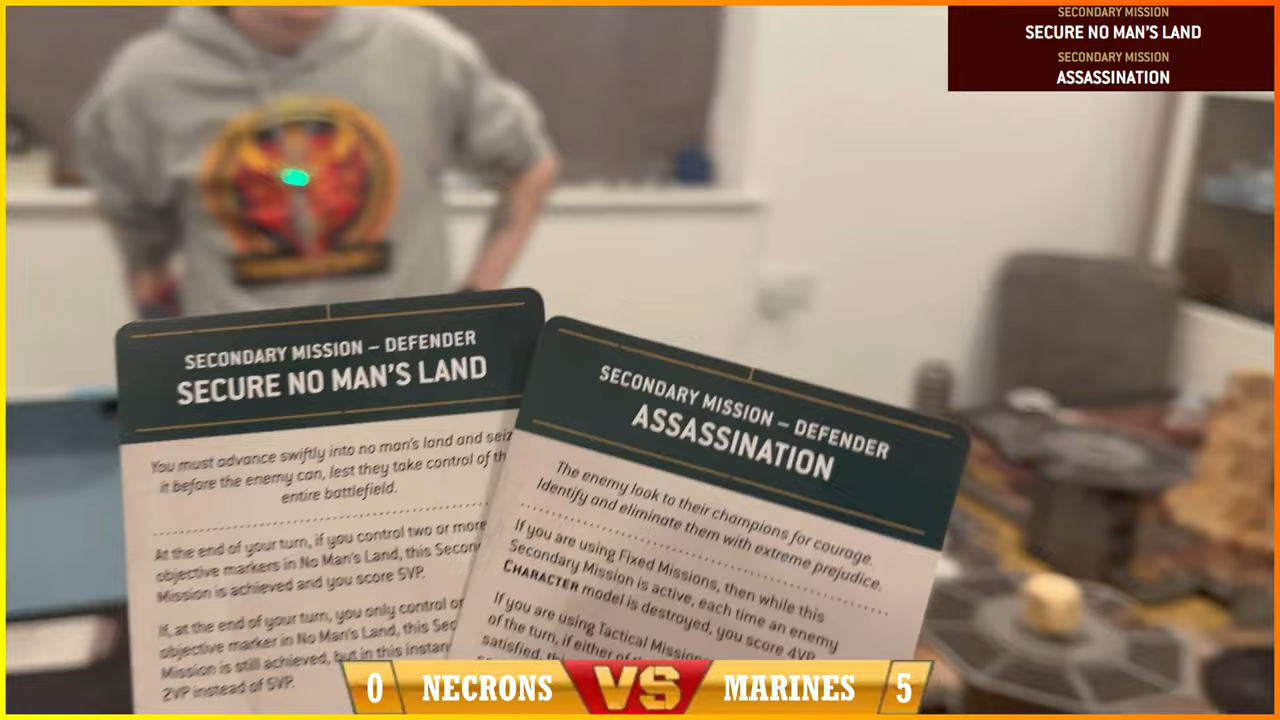 SECONDARY MISSION
SECURE NO MAN'S LAND
SECONDARY MISSION
ASSASSINATION
SECONDARY MISSION – DEFENDER
SECURE NO MAN'S LAND
You must advance swiftly into no man's land and seiz
it before the enemy can, lest they take control of th
entire battlefield.
At the end of your turn, if you control two or more
objective markers in No Man's Land, this Secon
Mission is achieved and you score 5VP.
If, at the end of your turn, you only control or
objective marker in No Man's Land, this Sec
Mission is still achieved, but in this instan
2VP instead of 5VP.
SECONDARY MISSION – DEFENDER
ASSASSINATION
The enemy look to their champions for courage.
Identify and eliminate them with extreme prejudice.
If you are using Fixed Missions, then while this
Secondary Mission is active, each time an enemy
CHARACTER model is destroyed, you score 4VP
If you are using Tactical Mission
of the turn, if either of
satisfied, th
0 NECRONS VS MARINES 5